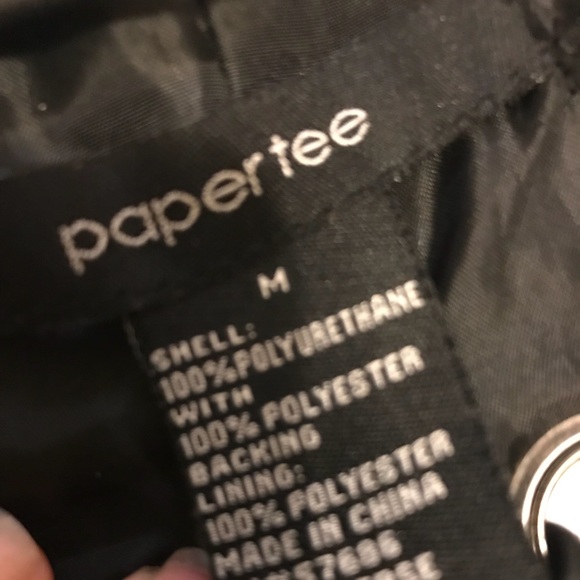 papertee
M
SHELL:
100%POLYURETHANE
WITH
100% POLYESTER
BACKING
LINING:
100% POLYESTER
MADE IN CHINA